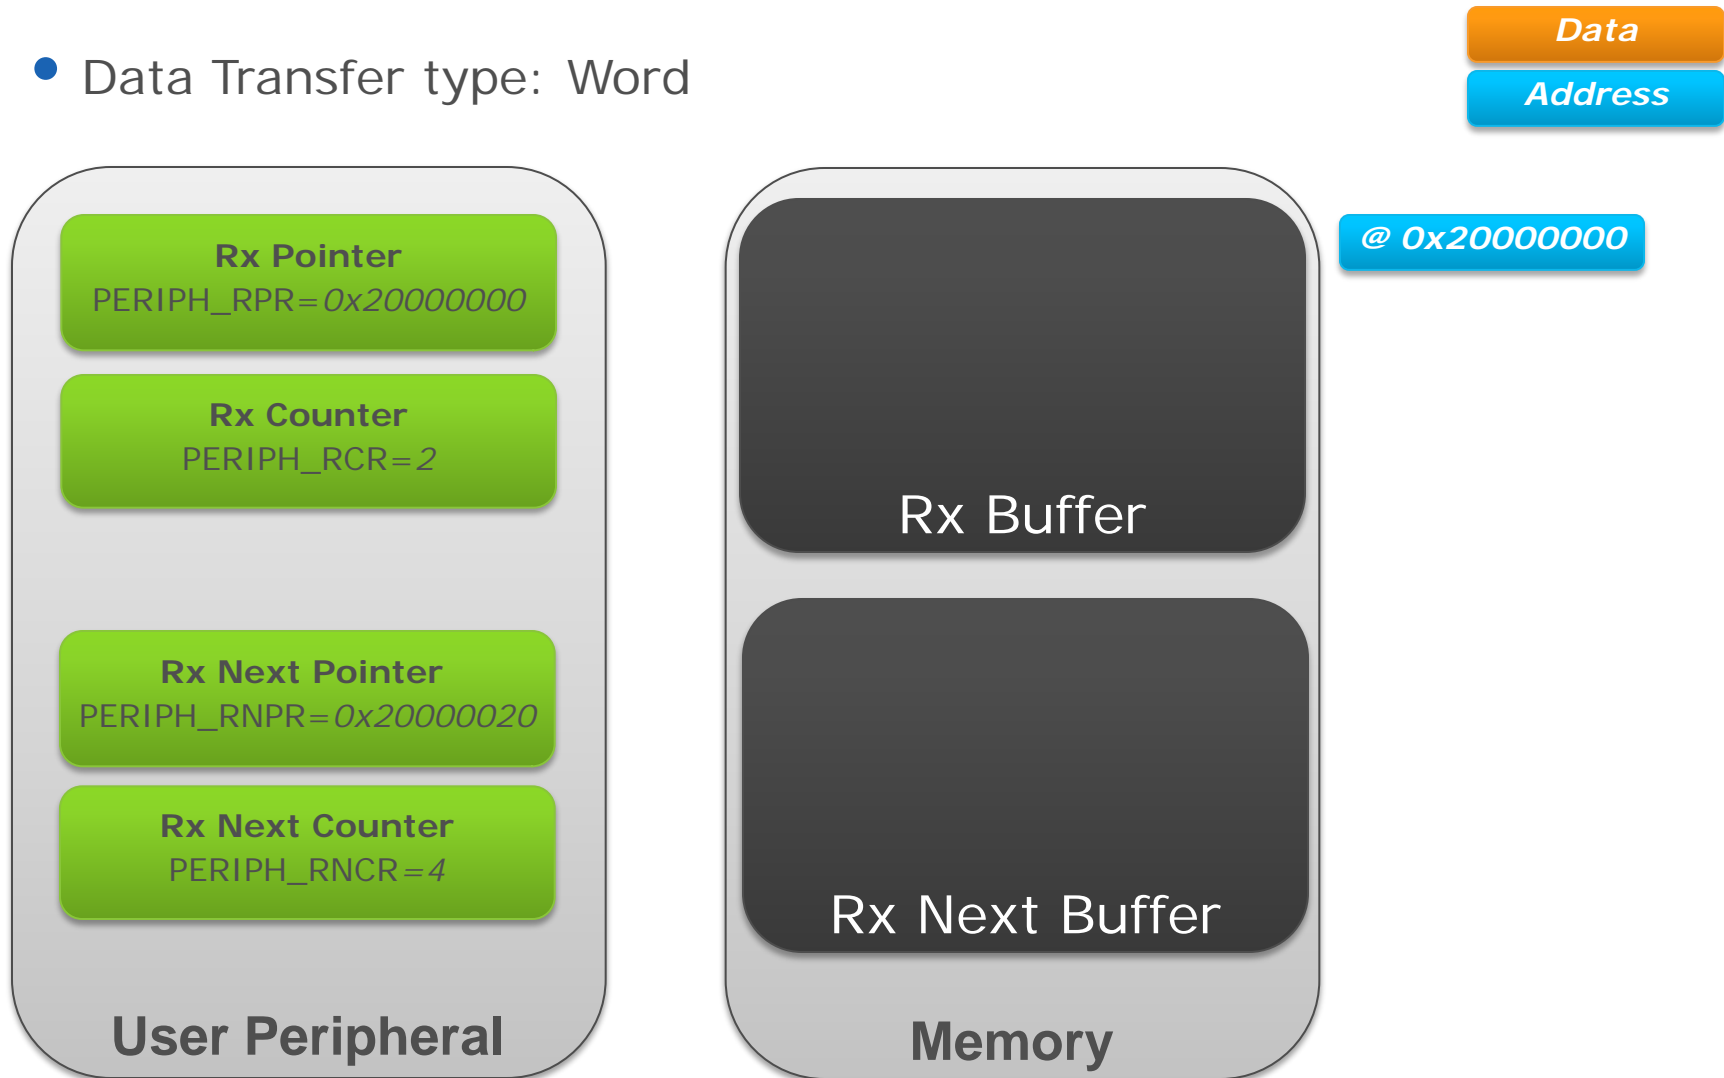 • Data Transfer type: Word
Data
Address
Rx Pointer
PERIPH_RPR=0x20000000
Rx Counter
PERIPH_RCR=2
Rx Next Pointer
PERIPH_RNPR=0x20000020
Rx Next Counter
PERIPH_RNCR=4
User Peripheral
Rx Buffer
Rx Next Buffer
Memory
@ 0x20000000